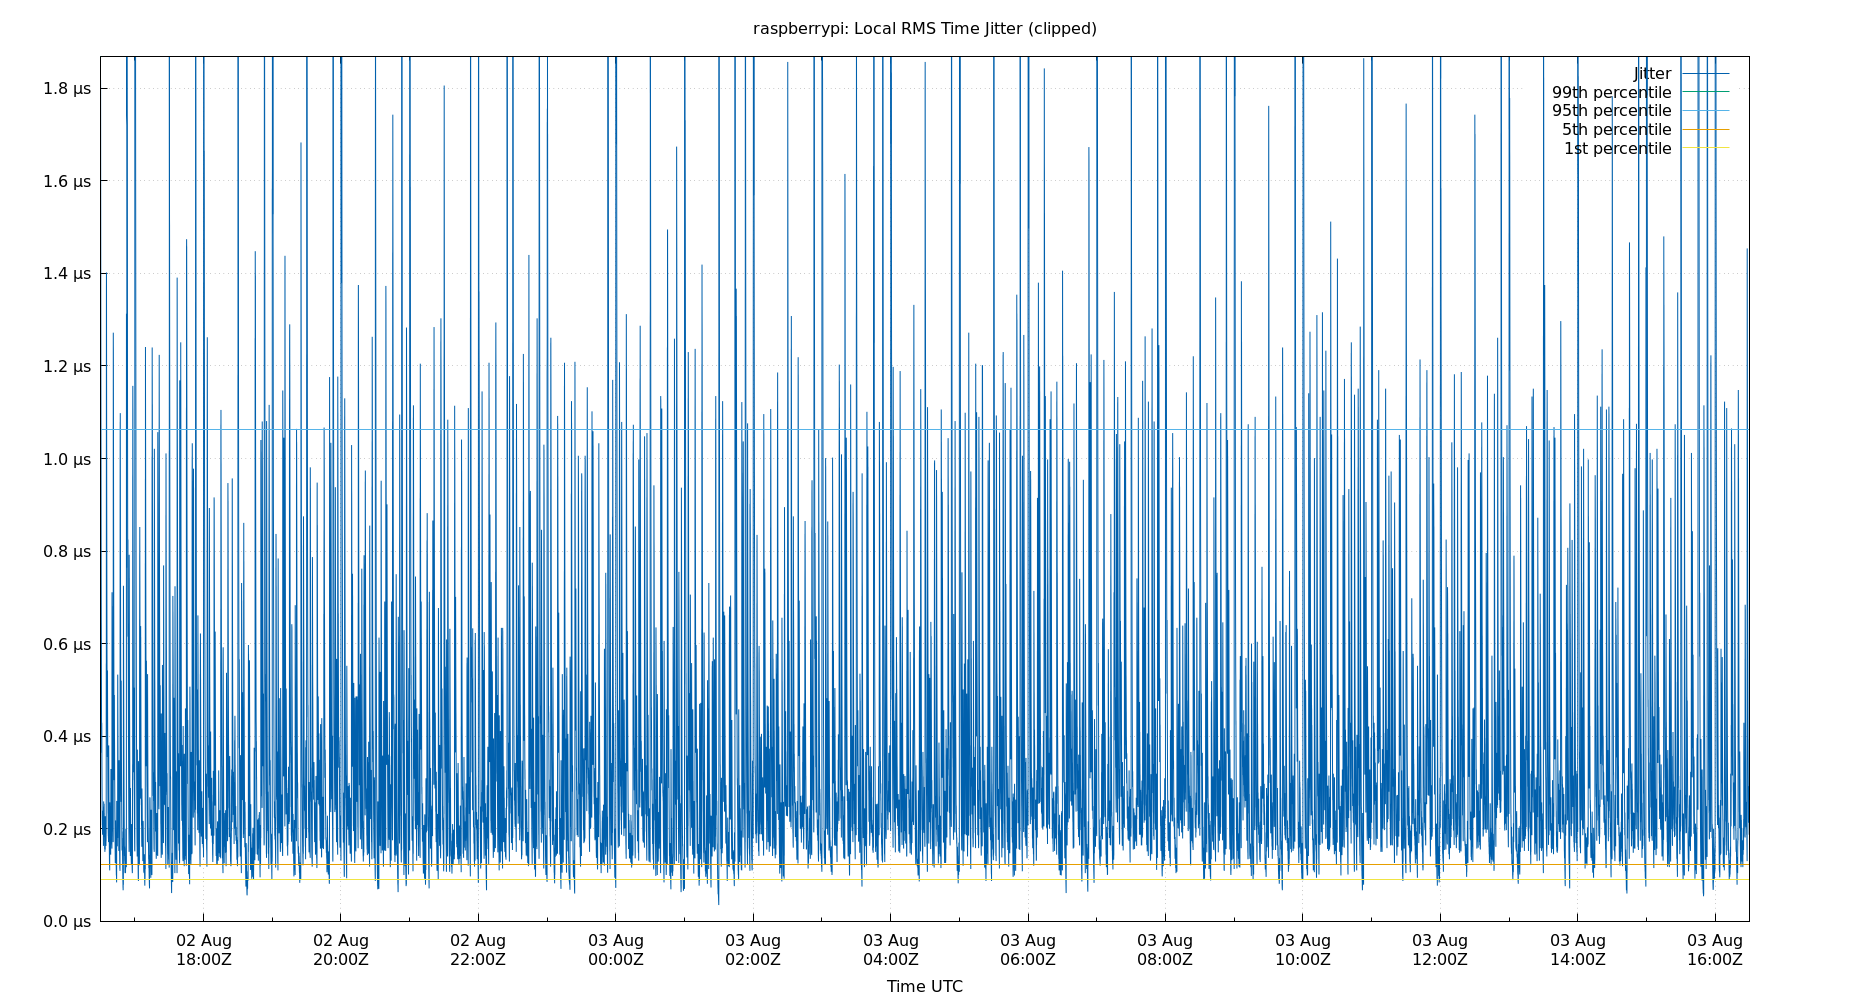 raspberrypi: Local RMS Time Jitter (clipped)
Jitter
99th percentile
95th percentile
5th percentile
1st percentile
1.8 µs
1.6 µs
1.4 µs
1.2 µs
1.0 µs
0.8 µs
0.6 µs
0.4 µs
0.2 µs
0.0 µs
02 Aug 02 Aug 02 Aug 03 Aug 03 Aug 03 Aug 03 Aug 03 Aug 03 Aug 03 Aug 03 Aug 03 Aug
18:00Z 20:00Z 22:00Z 00:00Z 02:00Z 04:00Z 06:00Z 08:00Z 10:00Z 12:00Z 14:00Z 16:00Z
Time UTC